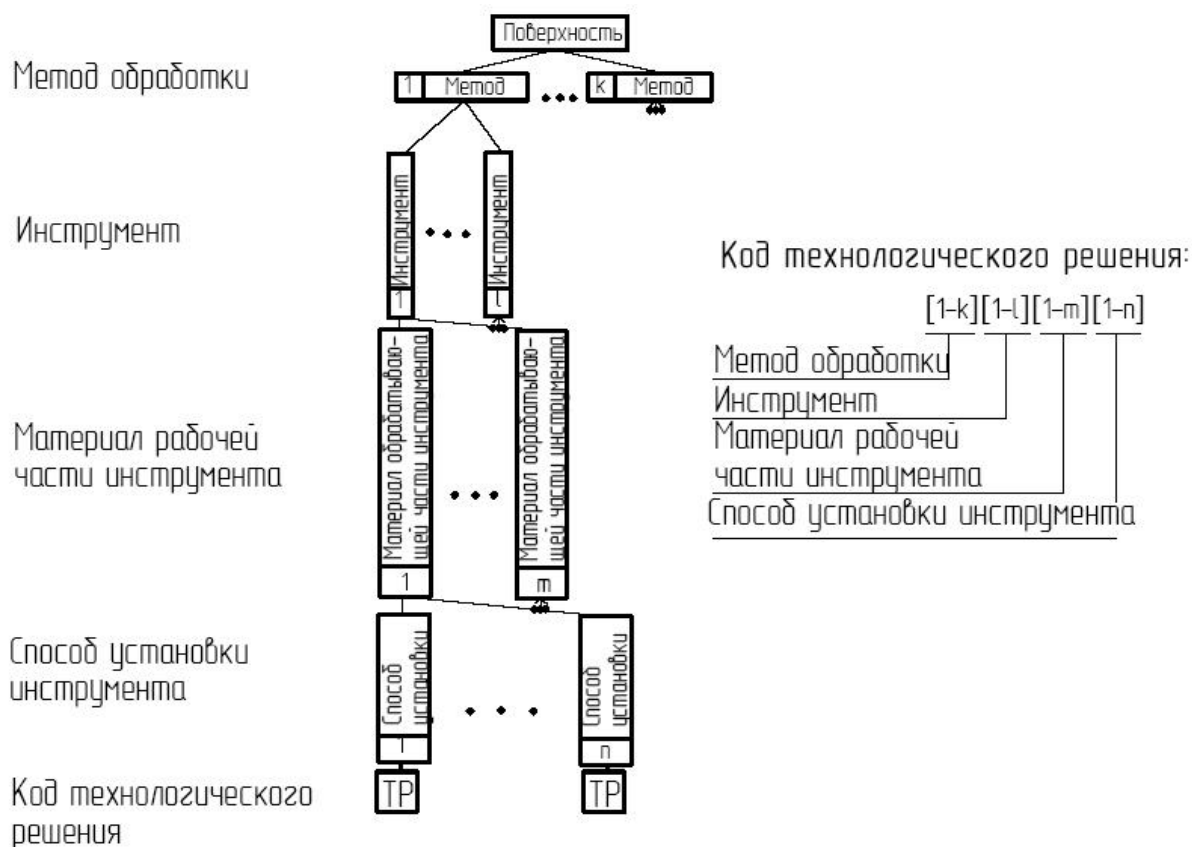 Поверхность
Метод обработки
1 Метод ... k Метод
Инструмент
Инструмент 1
...
Инструмент l
Код технологического решения:
[1-k][1-l][1-m][1-n]
Метод обработки
Инструмент
Материал рабочей
части инструмента
Способ установки инструмента
Материал рабочей
части инструмента
Материал обрабатываю-
щей части инструмента
1
...
Материал обрабатываю-
щей части инструмента
m
Способ установки
инструмента
Способ
установки
1
...
Способ
установки
n
Код технологического
решения
ТР
ТР